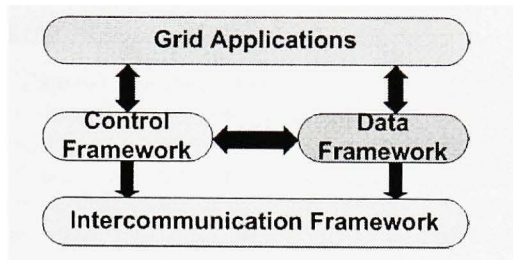 Grid Applications
Control
Framework
Data
Framework
Intercommunication Framework